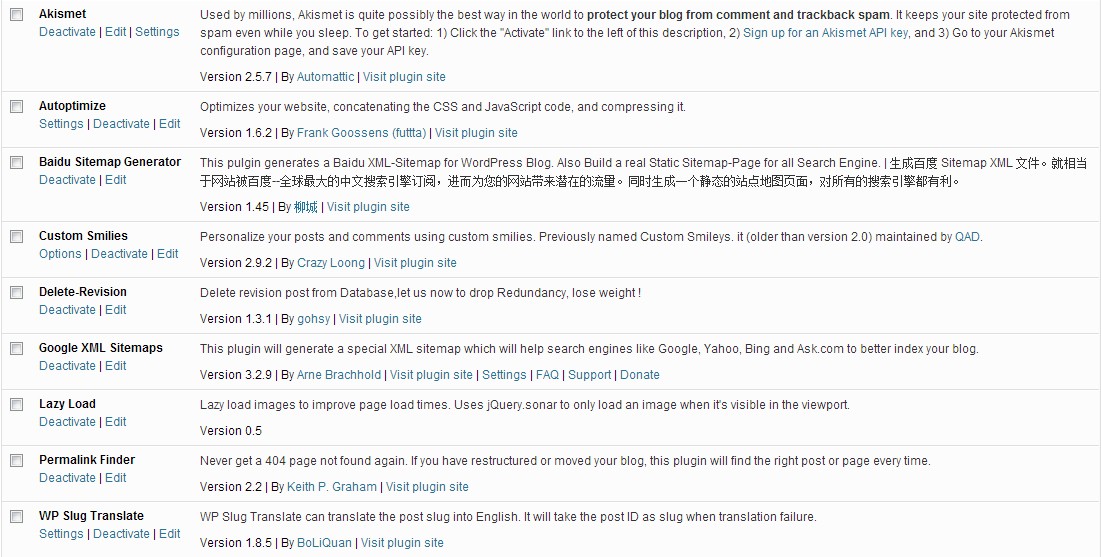 Akismet
Deactivate | Edit | Settings
Used by millions, Akismet is quite possibly the best way in the world to protect your blog from comment and trackback spam. It keeps your site protected from
spam even while you sleep. To get started: 1) Click the "Activate" link to the left of this description, 2) Sign up for an Akismet API key, and 3) Go to your Akismet
configuration page, and save your API key.
Version 2.5.7 | By Automattic | Visit plugin site
Autoptimize
Settings | Deactivate | Edit
Optimizes your website, concatenating the CSS and JavaScript code, and compressing it.
Version 1.6.2 | By Frank Goossens (futtta) | Visit plugin site
Baidu Sitemap Generator
Deactivate | Edit
This pulgin generates a Baidu XML-Sitemap for WordPress Blog. Also Build a real Static Sitemap-Page for all Search Engine. | 生成百度 Sitemap XML 文件。就相当
于网站被百度--全球最大的中文搜索引擎订阅，进而为您的网站带来潜在的流量。同时生成一个静态的站点地图页面，对所有的搜索引擎都有利。
Version 1.45 | By 柳城 | Visit plugin site
Custom Smilies
Options | Deactivate | Edit
Personalize your posts and comments using custom smilies. Previously named Custom Smileys. it (older than version 2.0) maintained by QAD.
Version 2.9.2 | By Crazy Loong | Visit plugin site
Delete-Revision
Deactivate | Edit
Delete revision post from Database,let us now to drop Redundancy, lose weight !
Version 1.3.1 | By gohsy | Visit plugin site
Google XML Sitemaps
Deactivate | Edit
This plugin will generate a special XML sitemap which will help search engines like Google, Yahoo, Bing and Ask.com to better index your blog.
Version 3.2.9 | By Arne Brachhold | Visit plugin site | Settings | FAQ | Support | Donate
Lazy Load
Deactivate | Edit
Lazy load images to improve page load times. Uses jQuery.sonar to only load an image when it's visible in the viewport.
Version 0.5
Permalink Finder
Deactivate | Edit
Never get a 404 page not found again. If you have restructured or moved your blog, this plugin will find the right post or page every time.
Version 2.2 | By Keith P. Graham | Visit plugin site
WP Slug Translate
Settings | Deactivate | Edit
WP Slug Translate can translate the post slug into English. It will take the post ID as slug when translation failure.
Version 1.8.5 | By BoLiQuan | Visit plugin site